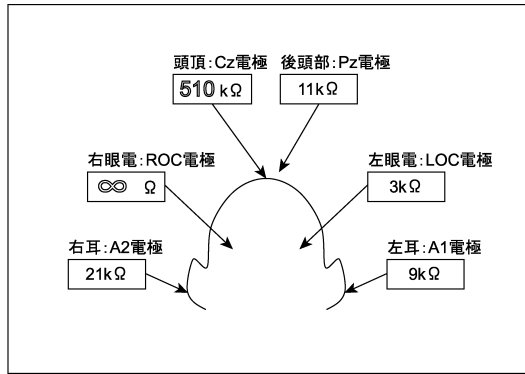 頭頂:Cz電極 後頭部:Pz電極
510 kΩ 11kΩ
右眼電:ROC電極 左眼電:LOC電極
∞ Ω 3kΩ
右耳:A2電極 左耳:A1電極
21kΩ 9kΩ